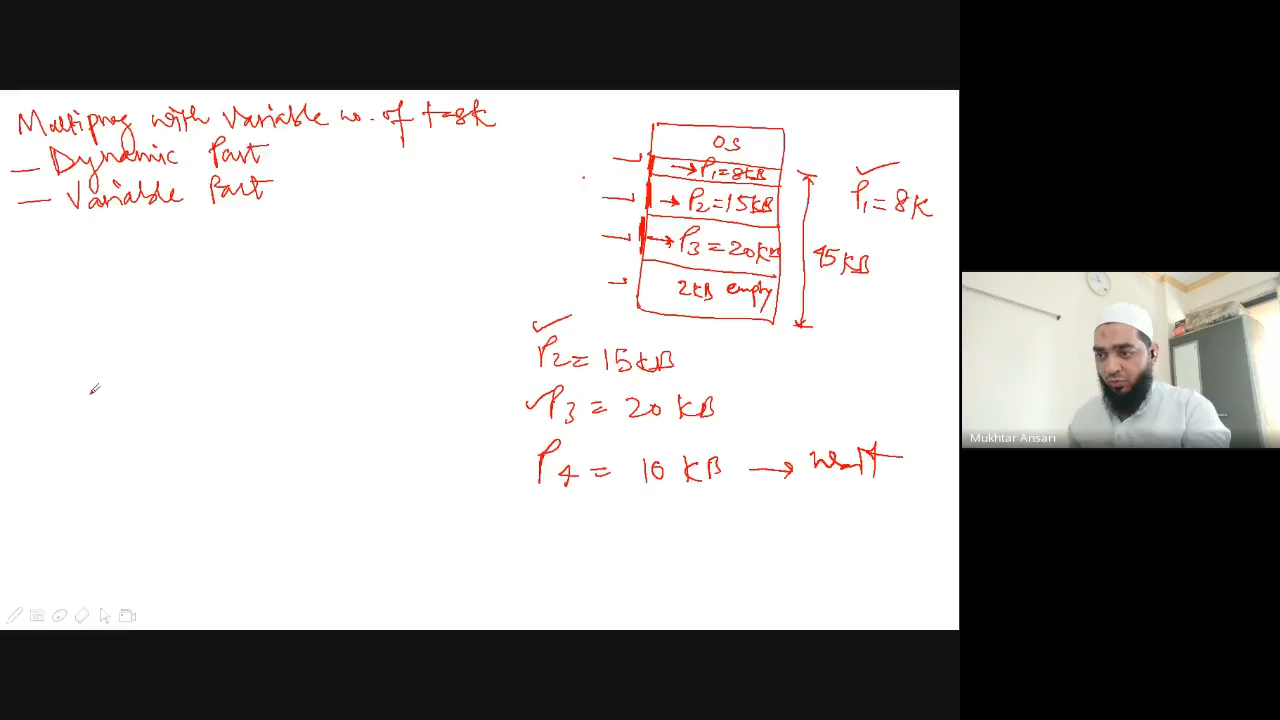 Multiprog with Variable no. of task
— Dynamic Part
— Variable Part
OS
→ P1 = 8KB
→ P2 = 15KB
→ P3 = 20KB
2KB empty
45KB
P1 = 8K
P2 = 15KB
P3 = 20 KB
P4 = 10 KB → wait
Mukhtar Ansari